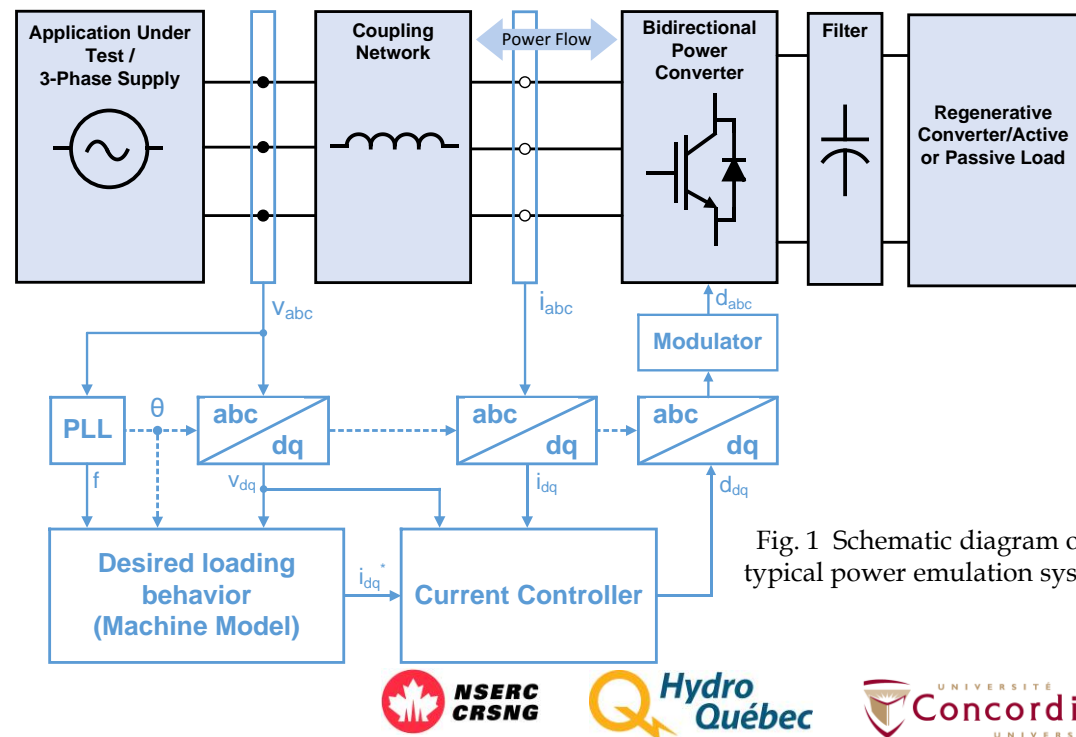 Application Under
Test /
3-Phase Supply
Coupling
Network
Power Flow
Bidirectional
Power
Converter
Filter
Regenerative
Converter/Active
or Passive Load
vabc
iabc
dabc
Modulator
PLL
θ
abc
dq
abc
dq
abc
dq
f
vdq
idq
ddq
Desired loading
behavior
(Machine Model)
idq*
Current Controller
Fig. 1 Schematic diagram o
typical power emulation sys
NSERC
CRSNG
Hydro
Québec
UNIVERSITÉ
Concordi
UNIVERS